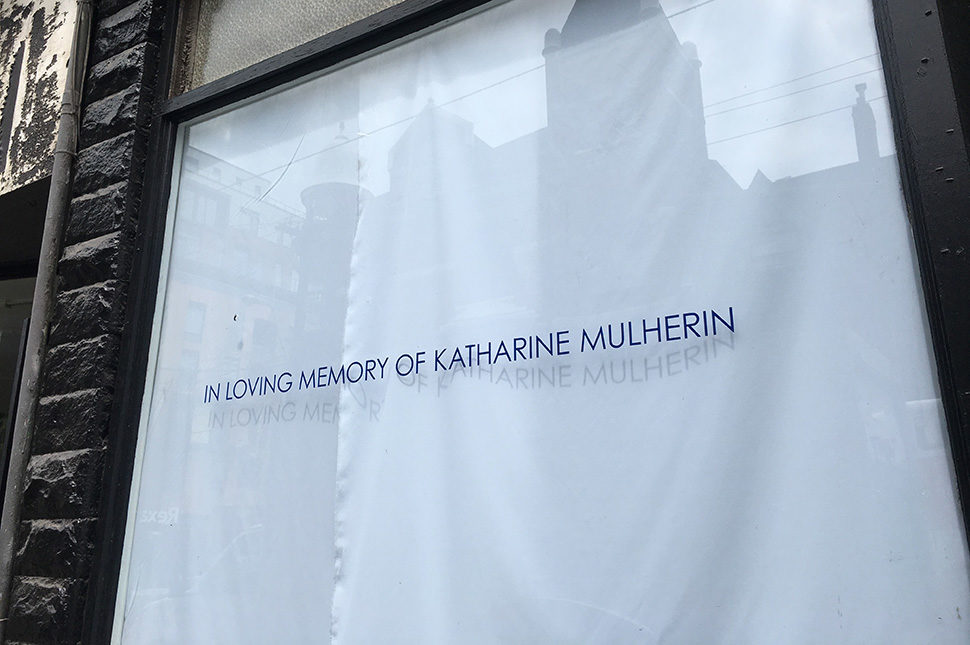 IN LOVING MEMORY OF KATHARINE MULHERIN